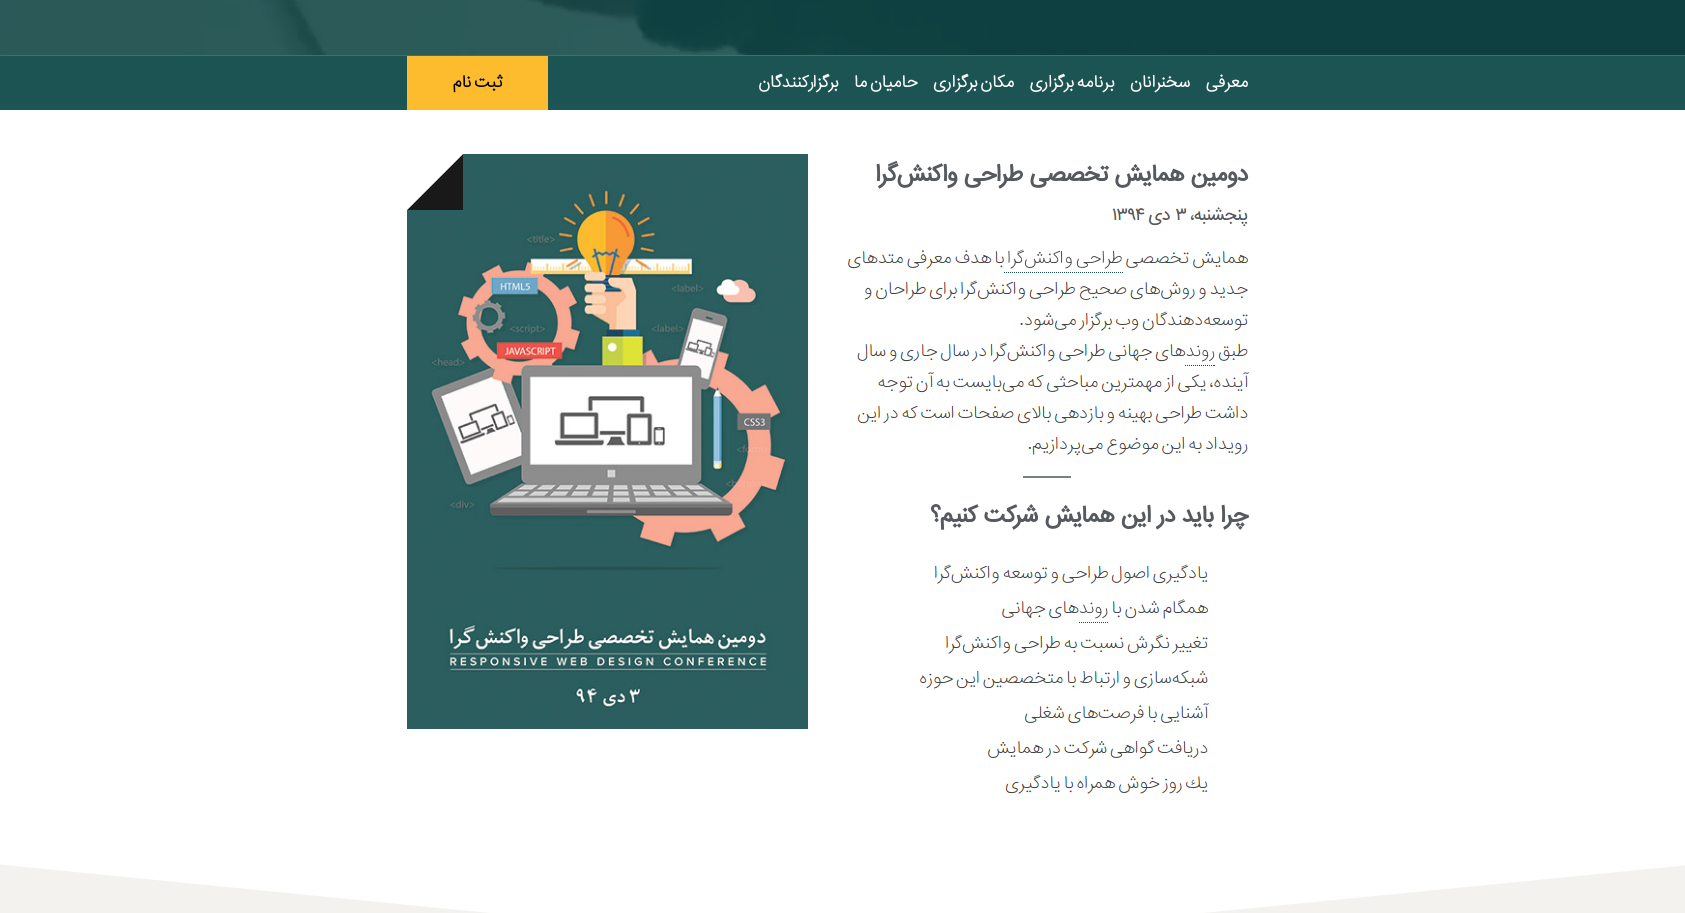 معرفی سخنرانان برنامه برگزاری مکان برگزاری حامیان ما برگزارکنندگان
ثبت نام
دومین همایش تخصصی طراحی واکنش‌گرا
پنجشنبه، ۳ دی ۱۳۹۴
همایش تخصصی طراحی واکنش‌گرا با هدف معرفی متدهای
جدید و روش‌های صحیح طراحی واکنش‌گرا برای طراحان و
توسعه‌دهندگان وب برگزار می‌شود.
طبق روندهای جهانی طراحی واکنش‌گرا در سال جاری و سال
آینده، یکی از مهمترین مباحثی که می‌بایست به آن توجه
داشت طراحی بهینه و بازدهی بالای صفحات است که در این
رویداد به این موضوع می‌پردازیم.
چرا باید در این همایش شرکت کنیم؟
یادگیری اصول طراحی و توسعه واکنش‌گرا
همگام شدن با روندهای جهانی
تغییر نگرش نسبت به طراحی واکنش‌گرا
شبکه‌سازی و ارتباط با متخصصین این حوزه
آشنایی با فرصت‌های شغلی
دریافت گواهی شرکت در همایش
يك روز خوش همراه با یادگیری
<title>
HTML5
<label>
<script>
<label>
JAVASCRIPT
<head>
CSS3
<div>
دومین همایش تخصصی طراحی واکنش‌گرا
RESPONSIVE WEB DESIGN CONFERENCE
۳ دی ۹۴